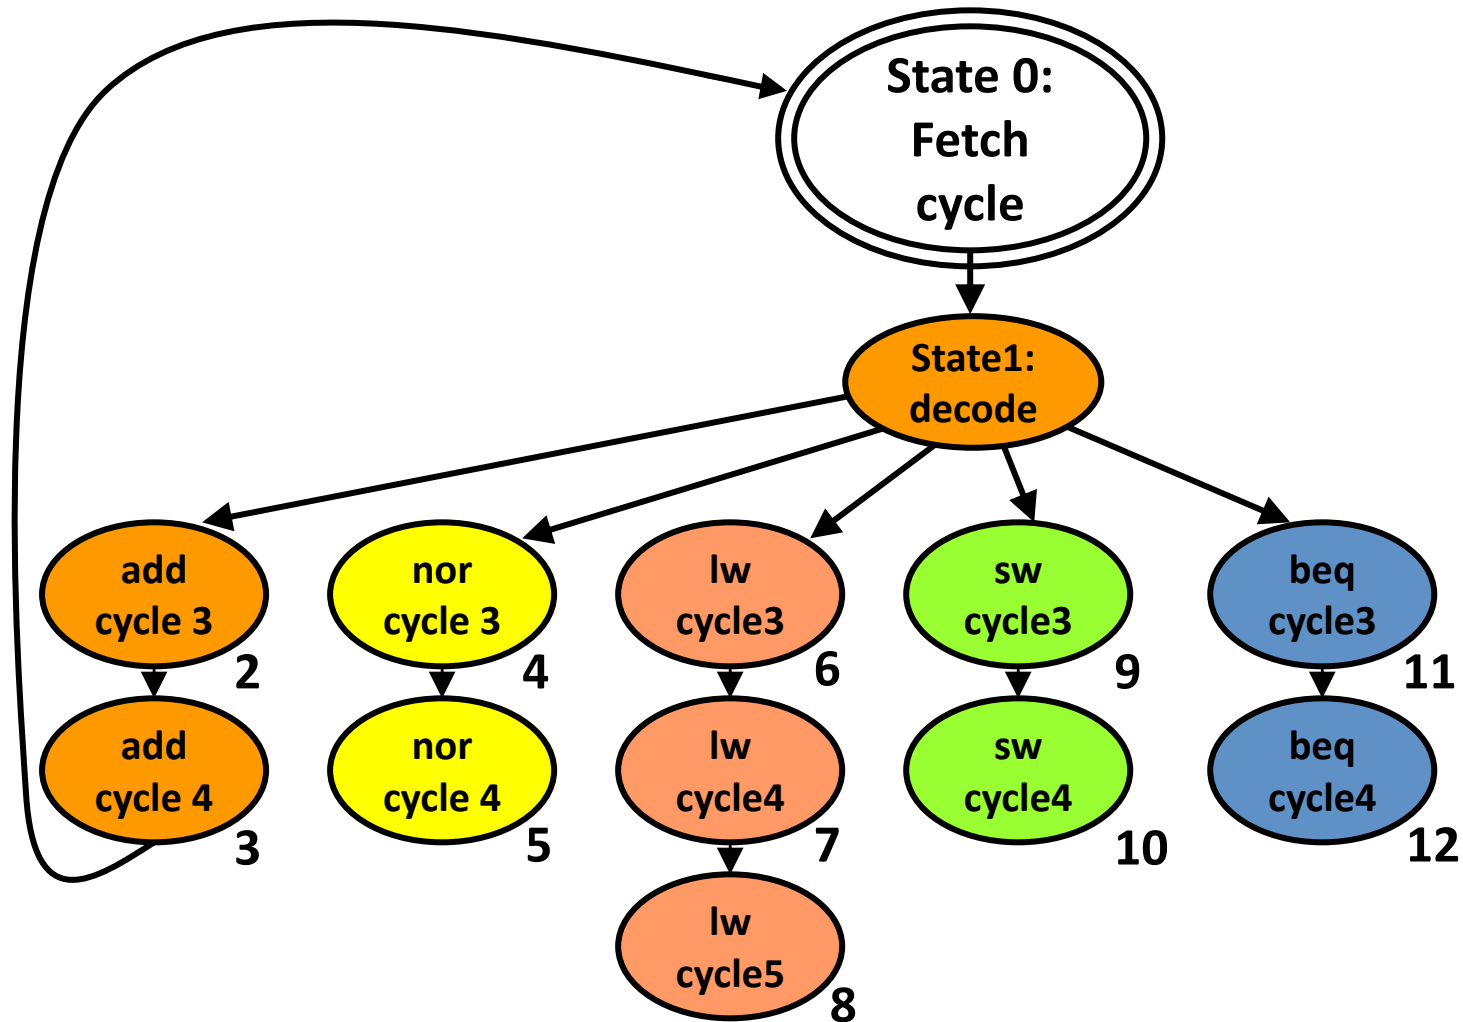 State 0:
Fetch
cycle
State1:
decode
add
cycle 3
2
nor
cycle 3
4
lw
cycle3
6
sw
cycle3
9
beq
cycle3
11
add
cycle 4
3
nor
cycle 4
5
lw
cycle4
7
sw
cycle4
10
beq
cycle4
12
lw
cycle5
8